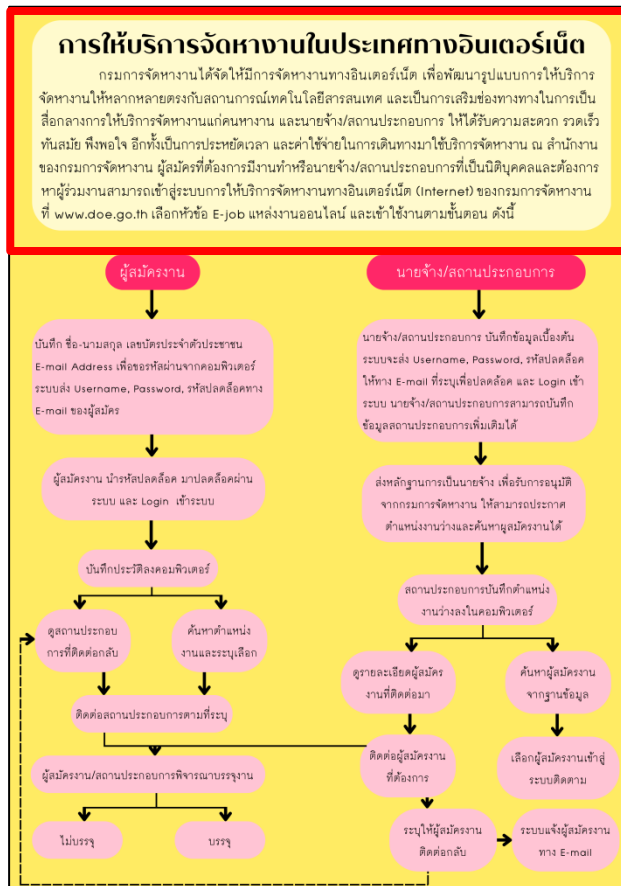 การให้บริการจัดหางานในประเทศทางอินเตอร์เน็ต
กรมการจัดหางานได้จัดให้มีการจัดหางานทางอินเตอร์เน็ต เพื่อพัฒนารูปแบบการให้บริการ
จัดหางานให้หลากหลายตรงกับสถานการณ์เทคโนโลยีสารสนเทศ และเป็นการเสริมช่องทางทางในการเป็น
สื่อกลางการให้บริการจัดหางานแก่คนหางาน และนายจ้าง/สถานประกอบการ ให้ได้รับความสะดวก รวดเร็ว
ทันสมัย พึงพอใจ อีกทั้งเป็นการประหยัดเวลา และค่าใช้จ่ายในการเดินทางมาใช้บริการจัดหางาน ณ สำนักงาน
ของกรมการจัดหางาน ผู้สมัครที่ต้องการมีงานทำหรือนายจ้าง/สถานประกอบการที่เป็นนิติบุคคลและต้องการ
หาผู้ร่วมงานสามารถเข้าสู่ระบบการให้บริการจัดหางานทางอินเตอร์เน็ต (Internet) ของกรมการจัดหางาน
ที่ www.doe.go.th เลือกหัวข้อ E-job แหล่งงานออนไลน์ และเข้าใช้งานตามขั้นตอน ดังนี้
ผู้สมัครงาน
บันทึก ชื่อ-นามสกุล เลขบัตรประจำตัวประชาชน
E-mail Address เพื่อขอรหัสผ่านจากคอมพิวเตอร์
ระบบส่ง Username, Password, รหัสปลดล็อคทาง
E-mail ของผู้สมัคร
ผู้สมัครงาน นำรหัสปลดล็อค มาปลดล็อคผ่าน
ระบบ และ Login เข้าระบบ
บันทึกประวัติลงคอมพิวเตอร์
ดูสถานประกอบ
การที่ติดต่อกลับ
ค้นหาตำแหน่ง
งานและระบุเลือก
ติดต่อสถานประกอบการตามที่ระบุ
ผู้สมัครงาน/สถานประกอบการพิจารณาบรรจุงาน
ไม่บรรจุ
บรรจุ
นายจ้าง/สถานประกอบการ
นายจ้าง/สถานประกอบการ บันทึกข้อมูลเบื้องต้น
ระบบจะส่ง Username, Password, รหัสปลดล็อค
ให้ทาง E-mail ที่ระบุเพื่อปลดล้อค และ Login เข้า
ระบบ นายจ้าง/สถานประกอบการสามารถบันทึก
ข้อมูลสถานประกอบการเพิ่มเติมได้
ส่งหลักฐานการเป็นนายจ้าง เพื่อรับการอนุมัติ
จากกรมการจัดหางาน ให้สามารถประกาศ
ตำแหน่งงานว่างและค้นหาผูสมัครงานได้
สถานประกอบการบันทึกตำแหน่ง
งานว่างลงในคอมพิวเตอร์
ดูรายละเอียดผู้สมัคร
งานที่ติดต่อมา
ค้นหาผู้สมัครงาน
จากฐานข้อมูล
ติดต่อผู้สมัครงาน
ที่ต้องการ
เลือกผู้สมัครงานเข้าสู่
ระบบติดตาม
ระบุให้ผู้สมัครงาน
ติดต่อกลับ
ระบบแจ้งผู้สมัครงาน
ทาง E-mail